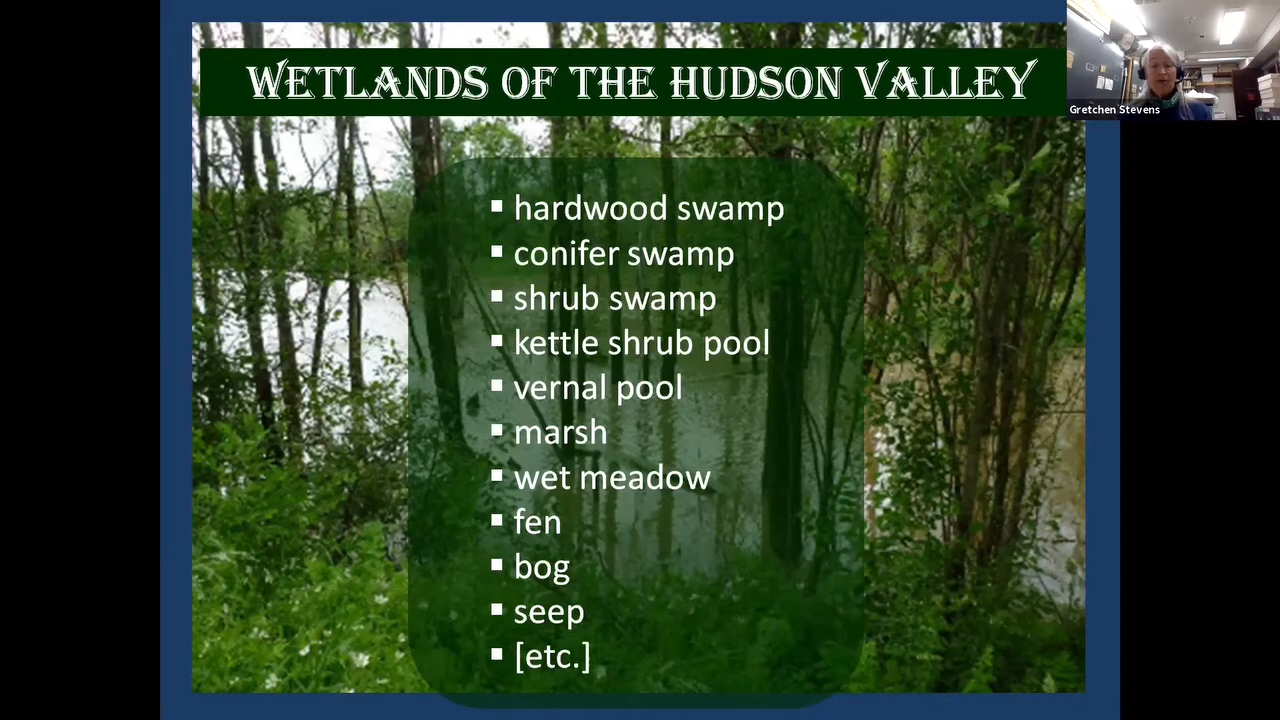 WETLANDS OF THE HUDSON VALLEY
Gretchen Stevens
▪ hardwood swamp
▪ conifer swamp
▪ shrub swamp
▪ kettle shrub pool
▪ vernal pool
▪ marsh
▪ wet meadow
▪ fen
▪ bog
▪ seep
▪ [etc.]